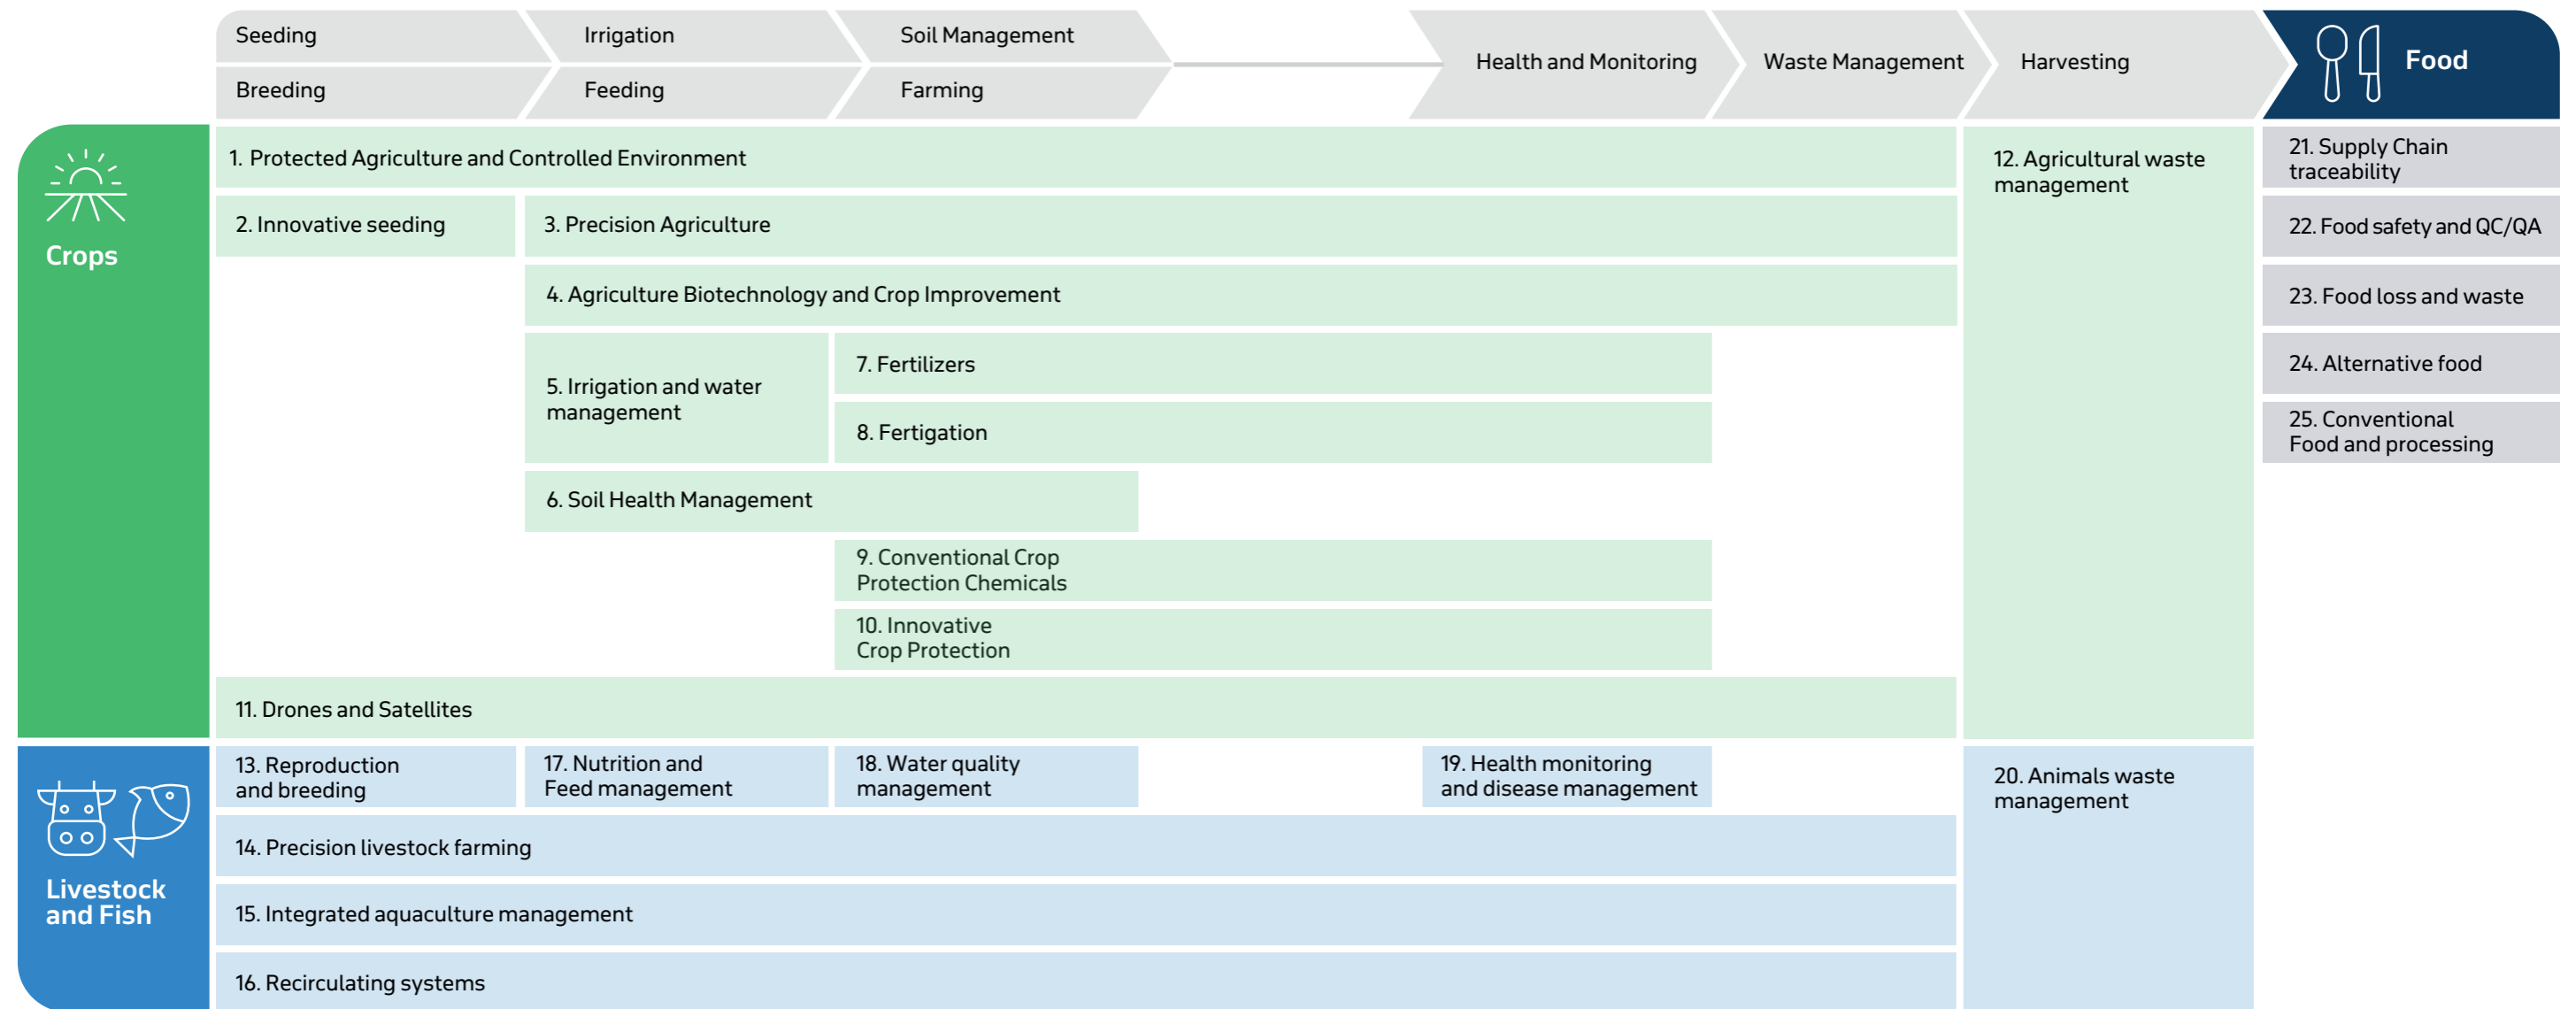 Seeding
Irrigation
Soil Management
Breeding
Feeding
Farming
Health and Monitoring
Waste Management
Harvesting
Food
Crops
1. Protected Agriculture and Controlled Environment
2. Innovative seeding
3. Precision Agriculture
4. Agriculture Biotechnology and Crop Improvement
5. Irrigation and water
management
7. Fertilizers
8. Fertigation
6. Soil Health Management
9. Conventional Crop
Protection Chemicals
10. Innovative
Crop Protection
11. Drones and Satellites
12. Agricultural waste
management
21. Supply Chain
traceability
22. Food safety and QC/QA
23. Food loss and waste
24. Alternative food
25. Conventional
Food and processing
Livestock
and Fish
13. Reproduction
and breeding
17. Nutrition and
Feed management
18. Water quality
management
19. Health monitoring
and disease management
14. Precision livestock farming
15. Integrated aquaculture management
16. Recirculating systems
20. Animals waste
management